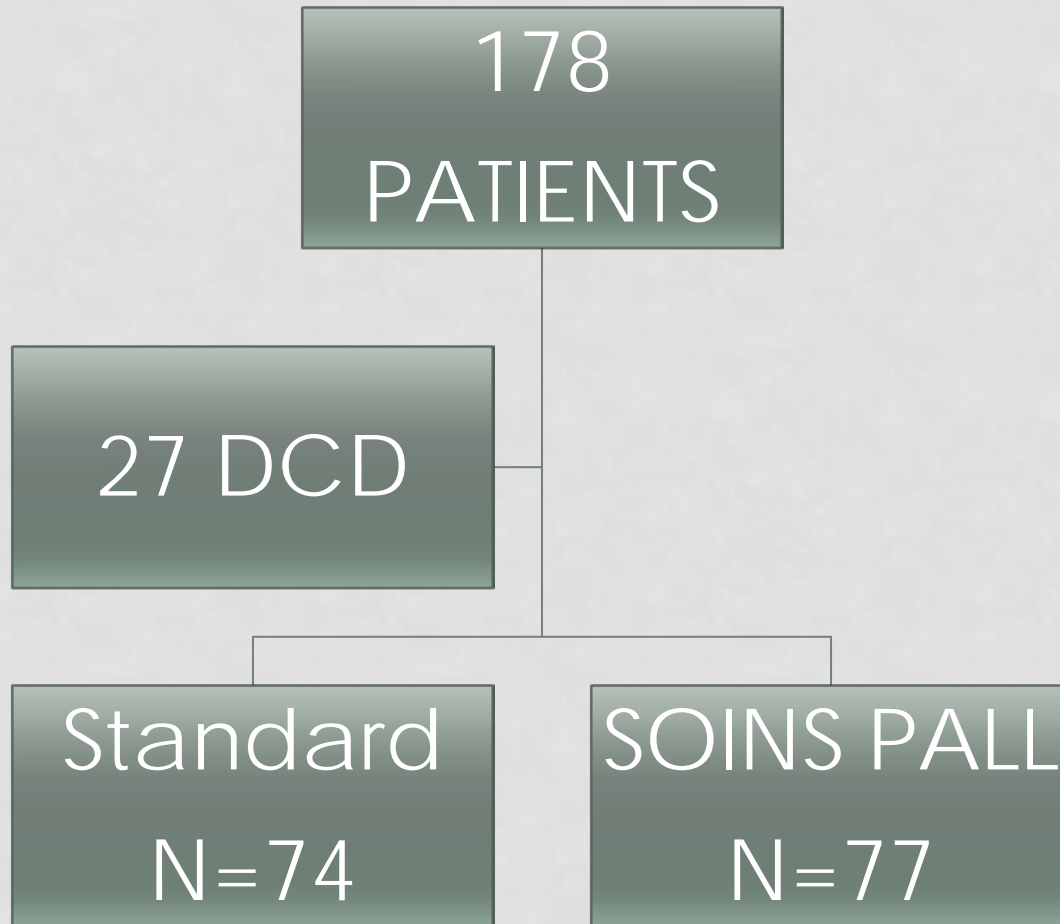 178
PATIENTS
27 DCD
Standard
N=74
SOINS PALL
N=77